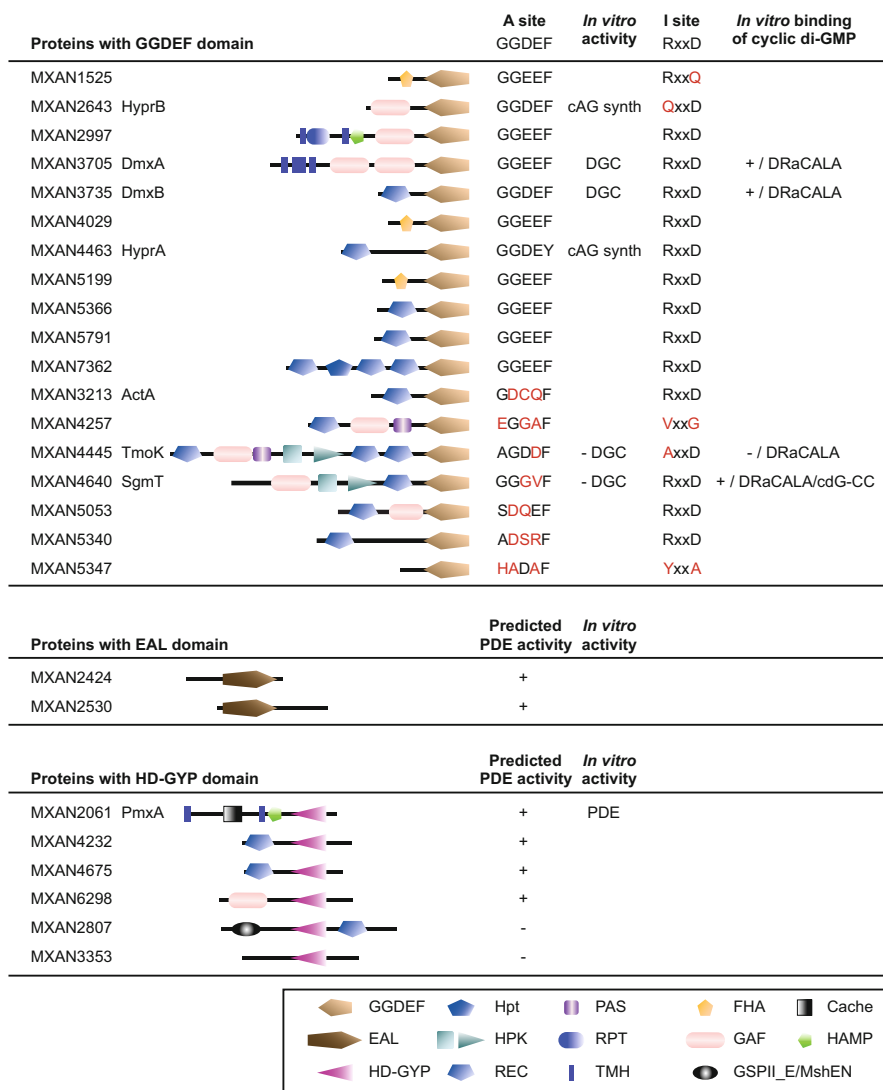 A site In vitro I site In vitro binding
Proteins with GGDEF domain GGDEF activity RxxD of cyclic di-GMP
MXAN1525 GGEEF RxxQ
MXAN2643 HyprB GGDEF cAG synth QxxD
MXAN2997 GGEEF RxxD
MXAN3705 DmxA GGEEF DGC RxxD + / DRaCALA
MXAN3735 DmxB GGDEF DGC RxxD + / DRaCALA
MXAN4029 GGEEF RxxD
MXAN4463 HyprA GGDEY cAG synth RxxD
MXAN5199 GGEEF RxxD
MXAN5366 GGEEF RxxD
MXAN5791 GGEEF RxxD
MXAN7362 GGEEF RxxD
MXAN3213 ActA GDCQF RxxD
MXAN4257 EGGAF VxxG
MXAN4445 TmoK AGDDF - DGC AxxD - / DRaCALA
MXAN4640 SgmT GGGVF - DGC RxxD + / DRaCALA/cdG-CC
MXAN5053 SDQEF RxxD
MXAN5340 ADSRF RxxD
MXAN5347 HADAF YxxA
Predicted In vitro
Proteins with EAL domain PDE activity activity
MXAN2424 +
MXAN2530 +
Predicted In vitro
Proteins with HD-GYP domain PDE activity activity
MXAN2061 PmxA + PDE
MXAN4232 +
MXAN4675 +
MXAN6298 +
MXAN2807 -
MXAN3353 -
GGDEF Hpt PAS FHA Cache
EAL HPK RPT GAF HAMP
HD-GYP REC TMH GSPII_E/MshEN